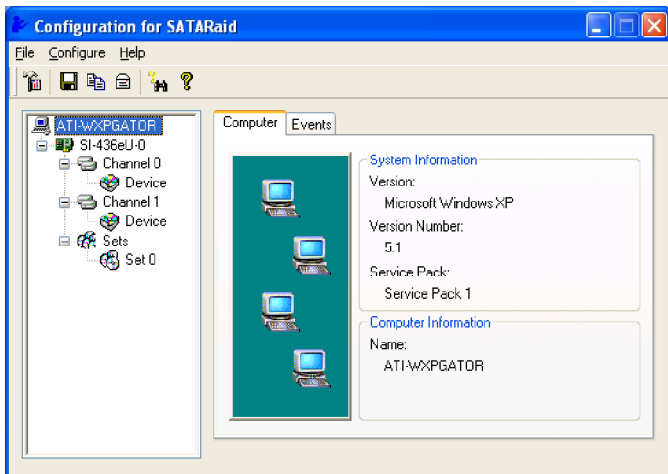 Configuration for SATARaid
File Configure Help
ATI-WXPGATOR
SI-436eU-0
Channel 0
Device
Channel 1
Device
Sets
Set 0
Computer Events
System Information
Version:
Microsoft Windows XP
Version Number:
5.1
Service Pack:
Service Pack 1
Computer Information
Name:
ATI-WXPGATOR